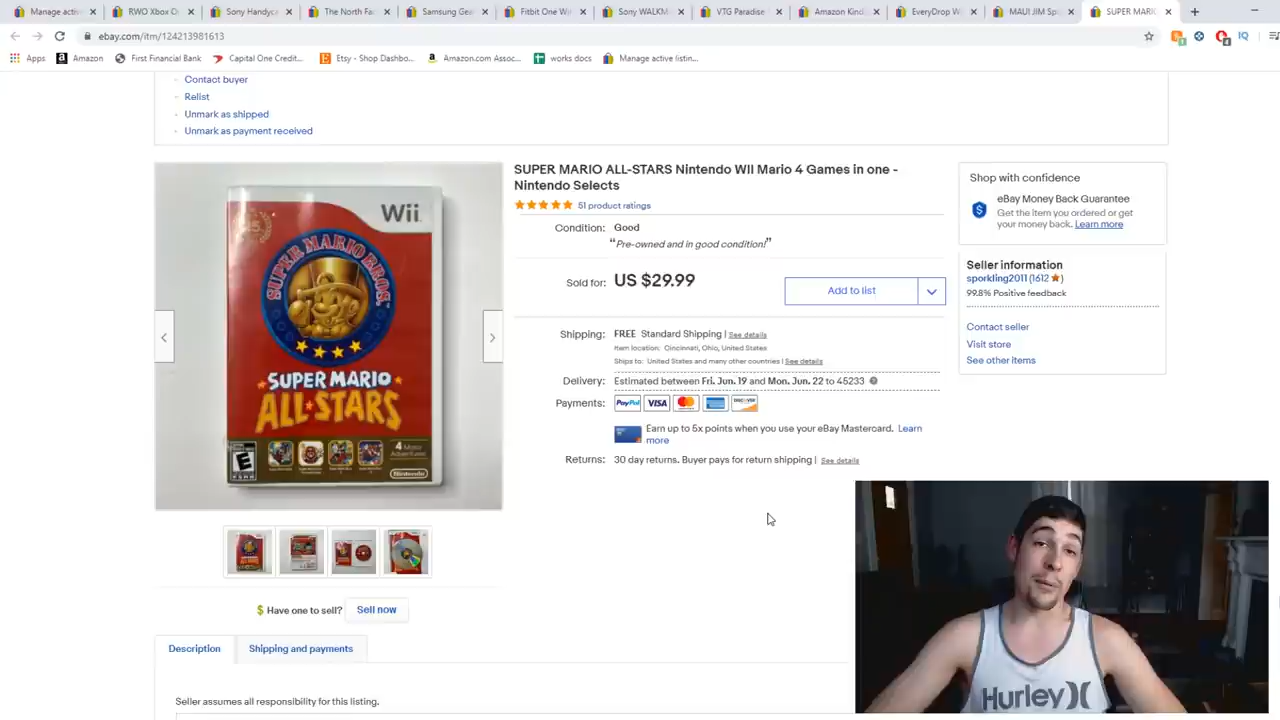 Manage activ
RWO Xbox O
Sony Handyc
The North Fa
Samsung Gea
Fitbit One Wi
Sony WALKM
VTG Paradise
Amazon Kind
EveryDrop W
MAUI JIM Sp
SUPER MARI
ebay.com/itm/124213981613
Apps
Amazon
First Financial Bank
Capital One Credit...
Etsy - Shop Dashbo...
Amazon.com Assoc...
works docs
Manage active listin...
Contact buyer
Relist
Unmark as shipped
Unmark as payment received
SUPER MARIO ALL-STARS Nintendo WII Mario 4 Games in one -
Nintendo Selects
51 product ratings
Condition: Good
“Pre-owned and in good condition!”
Sold for: US $29.99
Add to list
Shipping: FREE Standard Shipping | See details
Item location: Cincinnati, Ohio, United States
Ships to: United States and many other countries | See details
Delivery: Estimated between Fri. Jun. 19 and Mon. Jun. 22 to 45233
Payments: PayPal VISA DISCOVER
Earn up to 5x points when you use your eBay Mastercard. Learn
more
Returns: 30 day returns. Buyer pays for return shipping | See details
Shop with confidence
eBay Money Back Guarantee
Get the item you ordered or get
your money back. Learn more
Seller information
sporkling2011 (1612)
99.8% Positive feedback
Contact seller
Visit store
See other items
Wii
SUPER MARIO BROS.
SUPER MARIO
ALL-STARS
E
4 Mario
Adventures
Nintendo
Have one to sell? Sell now
Description
Shipping and payments
Seller assumes all responsibility for this listing.
Hurley